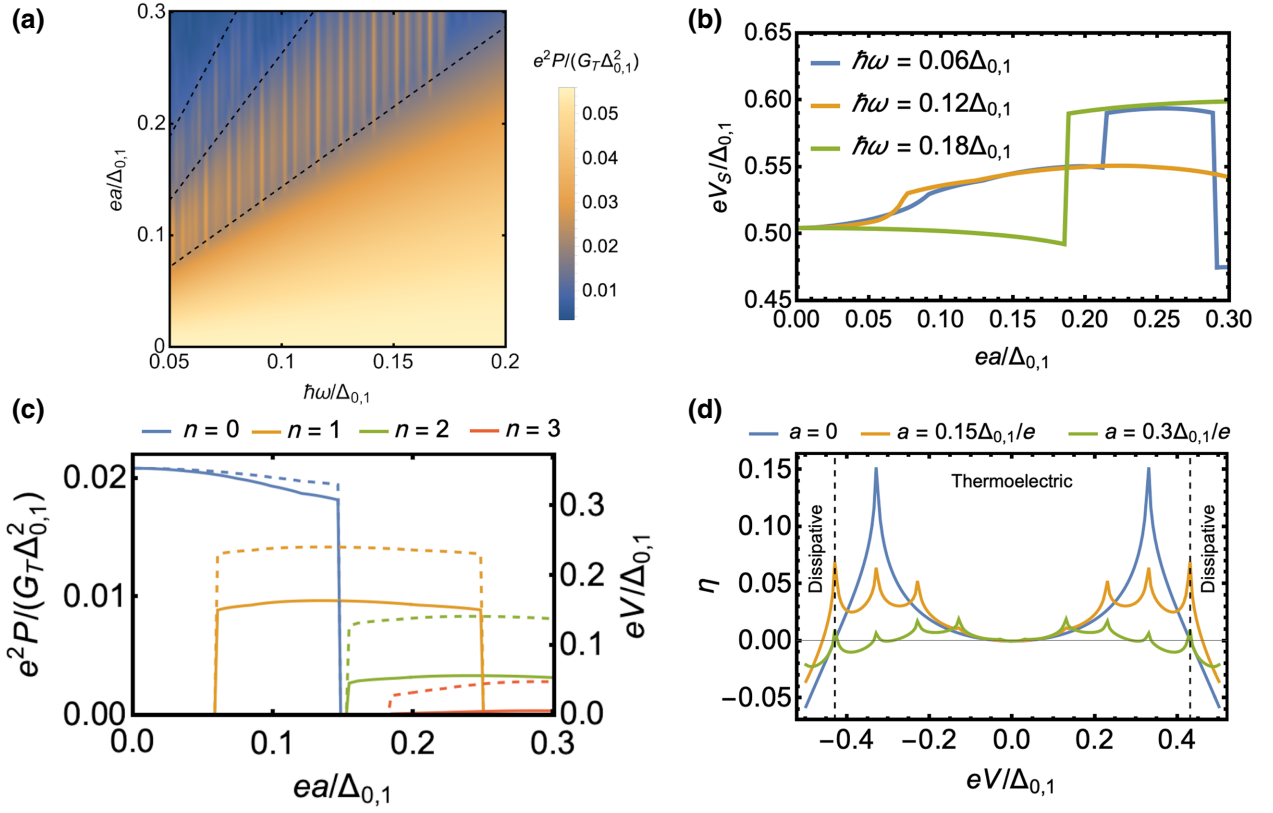 (a)
0.3
0.2
0.1
0
0.05
0.1
0.15
0.2
ea/Δ0,1
ħω/Δ0,1
e²P/(G_TΔ²0,1)
0.05
0.04
0.03
0.02
0.01
(b)
0.65
0.60
0.55
0.50
0.45
eV_S/Δ0,1
ħω = 0.06Δ0,1
ħω = 0.12Δ0,1
ħω = 0.18Δ0,1
0.00 0.05 0.10 0.15 0.20 0.25 0.30
ea/Δ0,1
(c)
n = 0 n = 1 n = 2 n = 3
0.02
0.01
0.00
e²P/(G_TΔ²0,1)
0.3
0.2
0.1
0.0
eV/Δ0,1
0.0 0.1 0.2 0.3
ea/Δ0,1
(d)
a = 0 a = 0.15Δ0,1/e a = 0.3Δ0,1/e
η
0.15
0.10
0.05
0.00
−0.05
Thermoelectric
Dissipative
Dissipative
−0.4 −0.2 0.0 0.2 0.4
eV/Δ0,1